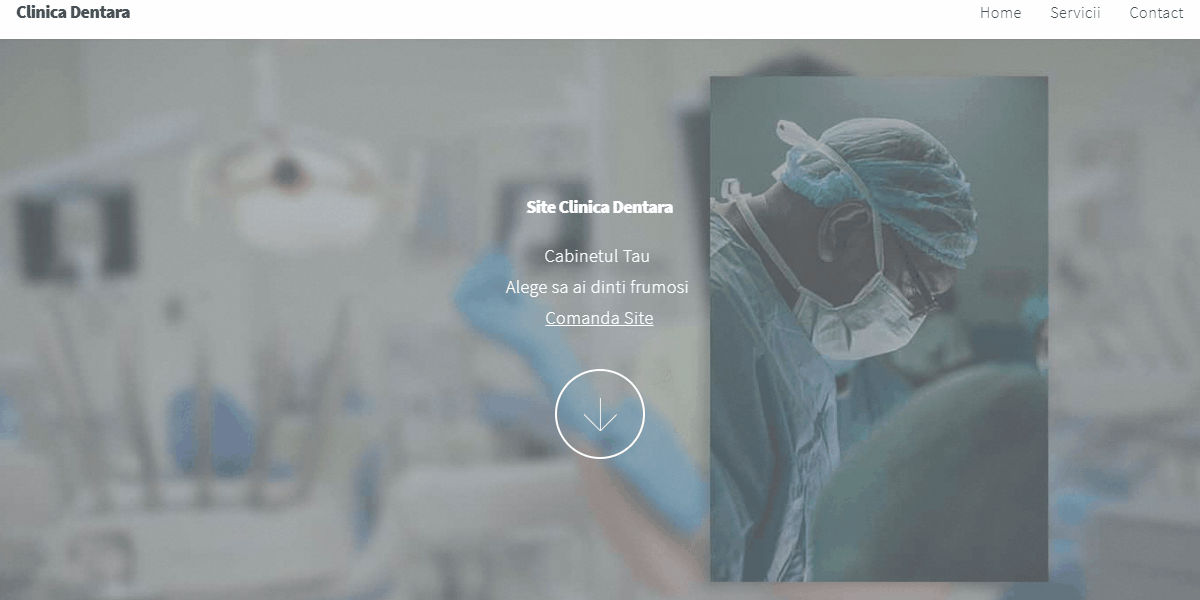 Clinica Dentara
Home Servicii Contact
Site Clinica Dentara
Cabinetul Tau
Alege sa ai dinti frumosi
Comanda Site